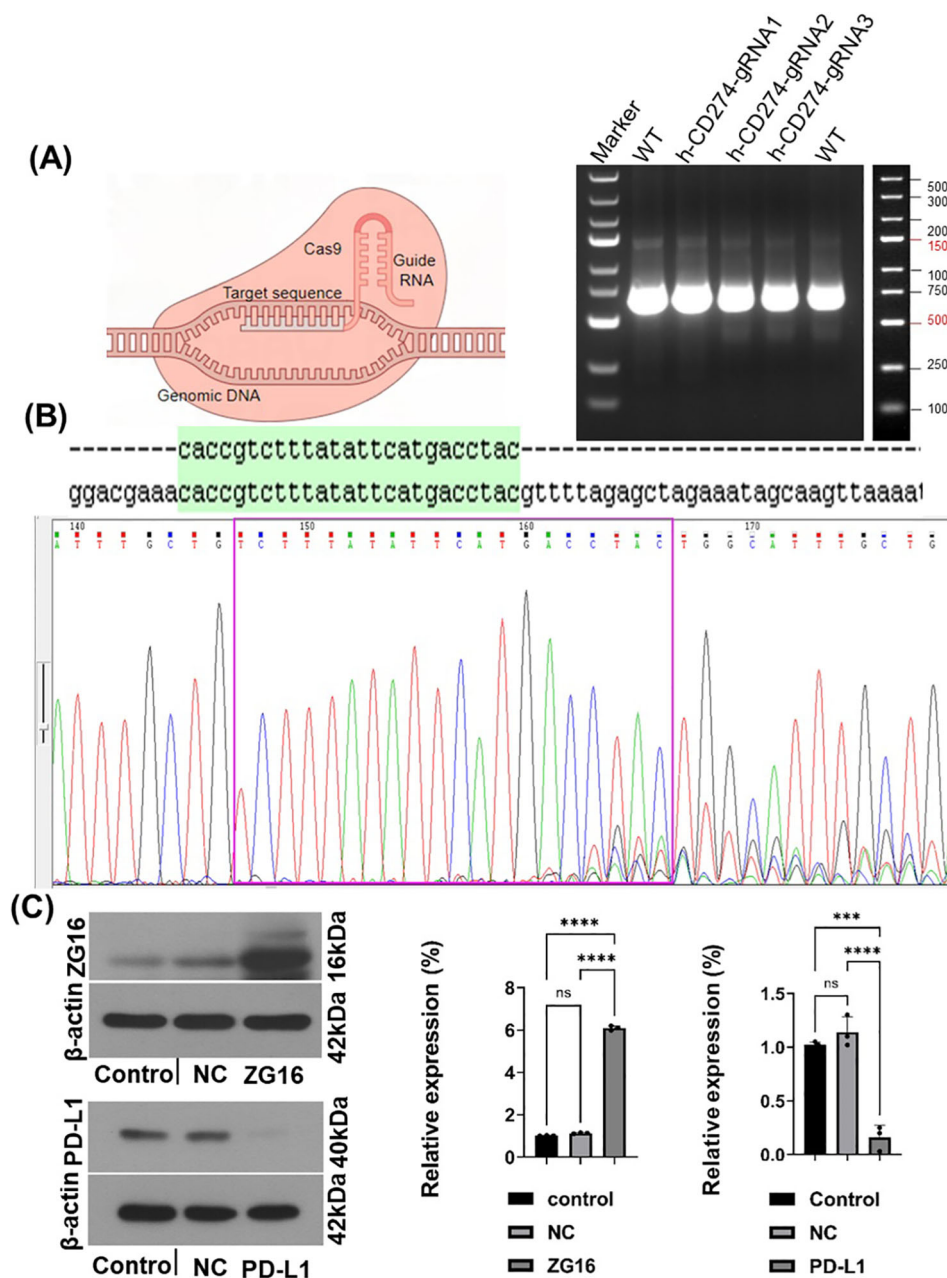 (A)
Cas9
Guide
RNA
Target sequence
Genomic DNA
Marker
WT
h-CD274-gRNA1
h-CD274-gRNA2
h-CD274-gRNA3
WT
500
300
200
150
100
750
500
250
100
(B)
caccgtctttatattcatgacctac
ggacgaaacaccgtctttatattcatgacctacgttttagagctagaaatagcaagttaaaat
140 150 160 170
A T T T G C T G T C T T T A T A T T C A T G A C C T A C T G G C A T T T G C T G
(C)
ZG16
16kDa
β-actin
42kDa
Control NC ZG16
PD-L1
40kDa
β-actin
42kDa
Control NC PD-L1
Relative expression (%)
8
6
4
2
0
ns
****
****
control
NC
ZG16
Relative expression (%)
1.5
1.0
0.5
0.0
ns
***
****
Control
NC
PD-L1